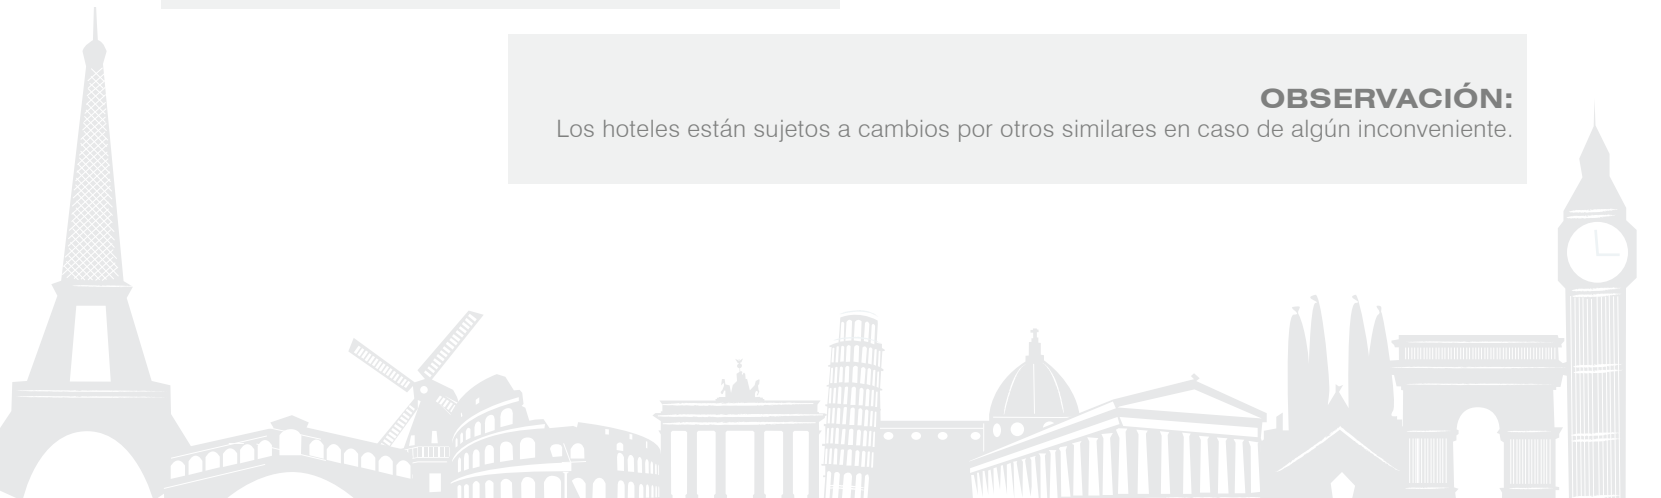 OBSERVACIÓN:
Los hoteles están sujetos a cambios por otros similares en caso de algún inconveniente.